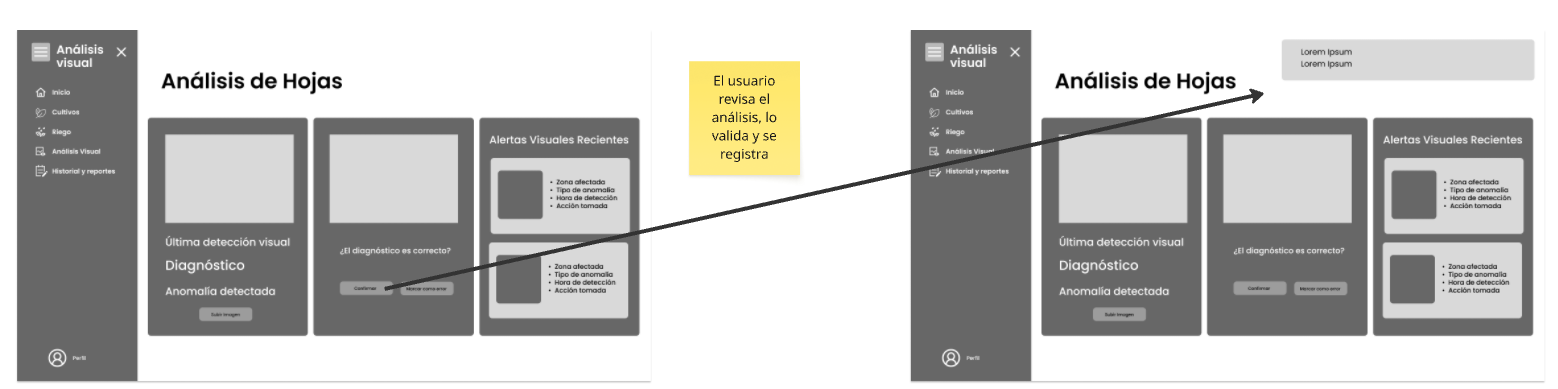 Análisis
visual
Inicio
Cultivos
Riego
Análisis Visual
Historial y reportes
Perfil
Análisis de Hojas
Última detección visual
Diagnóstico
Anomalía detectada
Subir Imagen
¿El diagnóstico es correcto?
Confirmar
Marcar como error
Alertas Visuales Recientes
• Zona afectada
• Tipo de anomalía
• Hora de detección
• Acción tomada
• Zona afectada
• Tipo de anomalía
• Hora de detección
• Acción tomada
El usuario
revisa el
análisis, lo
valida y se
registra
Análisis
visual
Inicio
Cultivos
Riego
Análisis Visual
Historial y reportes
Perfil
Análisis de Hojas
Lorem Ipsum
Lorem Ipsum
Última detección visual
Diagnóstico
Anomalía detectada
Subir Imagen
¿El diagnóstico es correcto?
Confirmar
Marcar como error
Alertas Visuales Recientes
• Zona afectada
• Tipo de anomalía
• Hora de detección
• Acción tomada
• Zona afectada
• Tipo de anomalía
• Hora de detección
• Acción tomada